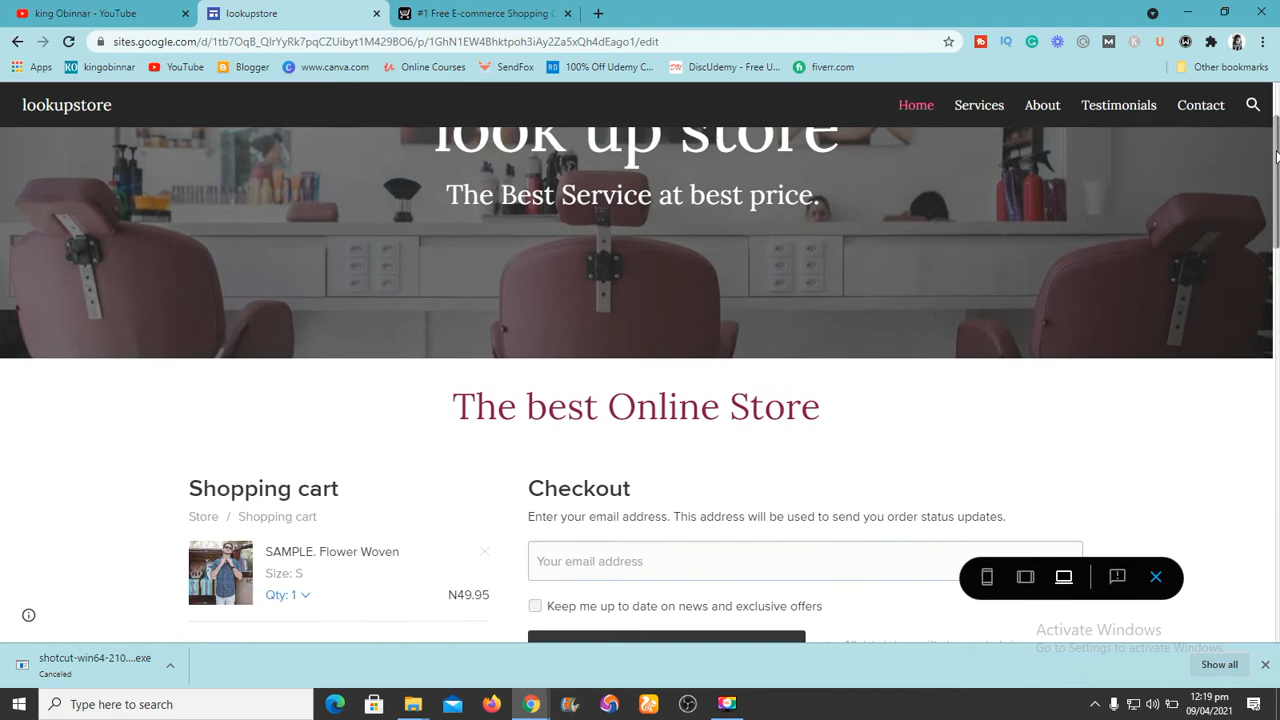 king Obinnar - YouTube
lookupstore
#1 Free E-commerce Shopping C
sites.google.com/d/1tb7OqB_QlrYyRk7pqCZUibyt1M429BO6/p/1GhN1EW4Bhktpoh3iAy2Za5xQh4dEago1/edit
Apps
kingobinnar
YouTube
Blogger
www.canva.com
Online Courses
SendFox
100% Off Udemy C...
DiscUdemy - Free U...
fiverr.com
Other bookmarks
lookupstore
Home
Services
About
Testimonials
Contact
look up store
The Best Service at best price.
The best Online Store
Shopping cart
Store / Shopping cart
SAMPLE. Flower Woven
Size: S
Qty: 1
N49.95
Checkout
Enter your email address. This address will be used to send you order status updates.
Your email address
Keep me up to date on news and exclusive offers
Activate Windows
Go to Settings to activate Windows.
shotcut-win64-210....exe
Canceled
Show all
Type here to search
12:19 pm
09/04/2021